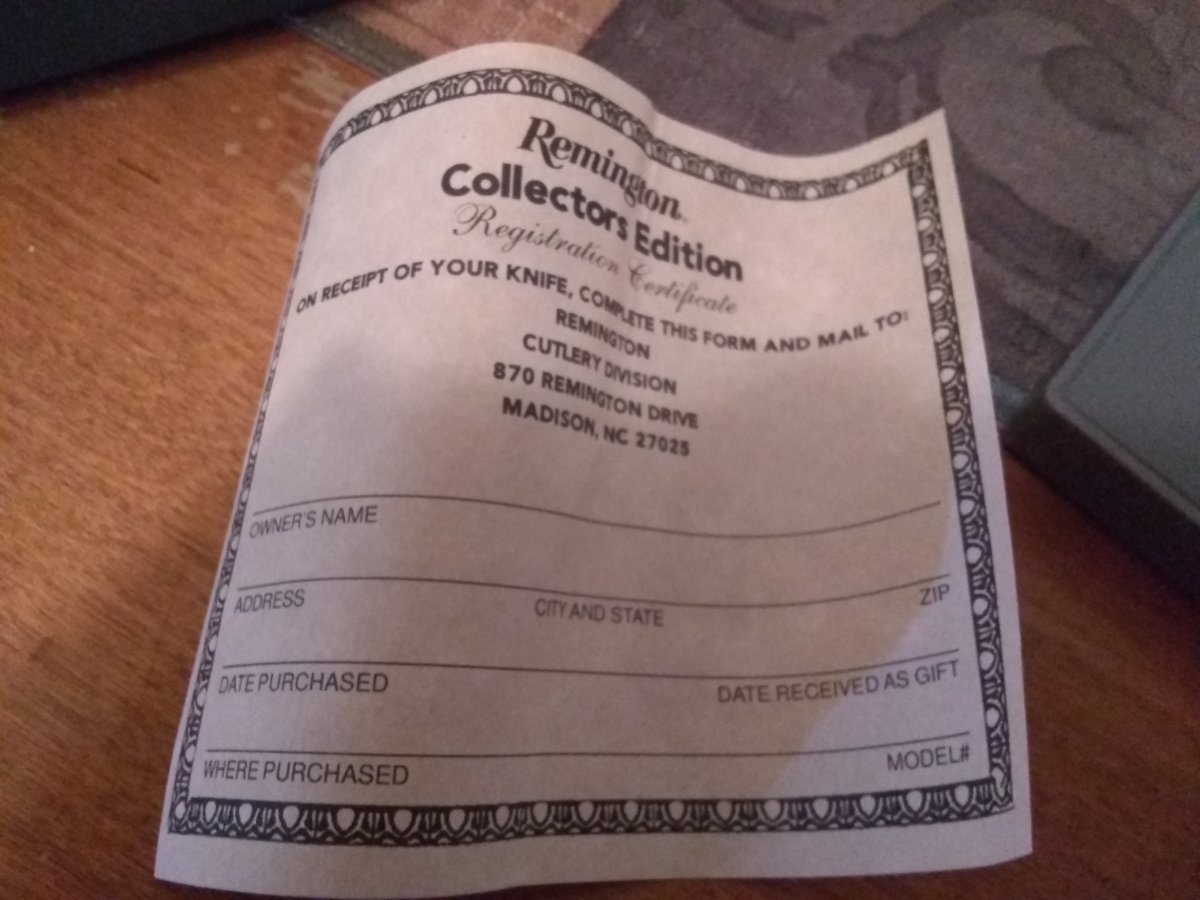 Remington
Collectors Edition
Registration Certificate
ON RECEIPT OF YOUR KNIFE, COMPLETE THIS FORM AND MAIL TO:
REMINGTON
CUTLERY DIVISION
870 REMINGTON DRIVE
MADISON, NC 27025
OWNER'S NAME
ADDRESS CITY AND STATE ZIP
DATE PURCHASED DATE RECEIVED AS GIFT
WHERE PURCHASED MODEL#